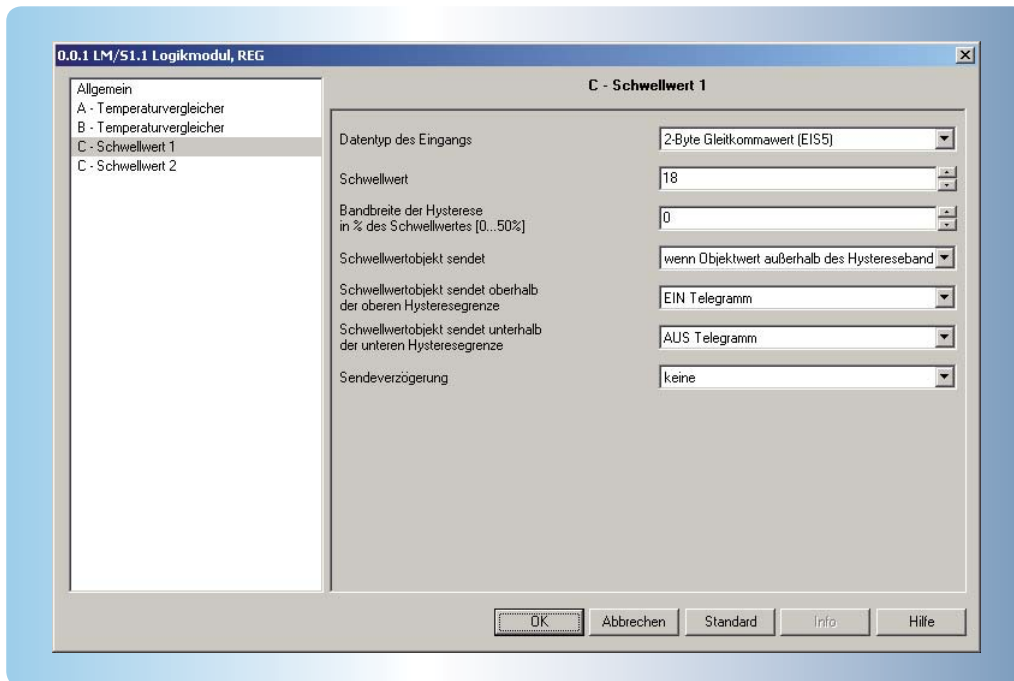 0.0.1 LM/S1.1 Logikmodul, REG
Allgemein
A - Temperaturvergleicher
B - Temperaturvergleicher
C - Schwellwert 1
C - Schwellwert 2
C - Schwellwert 1
Datentyp des Eingangs
2-Byte Gleitkommawert (EIS5)
Schwellwert
18
Bandbreite der Hysterese
in % des Schwellwertes [0...50%]
0
Schwellwertobjekt sendet
wenn Objektwert außerhalb des Hystereseband
Schwellwertobjekt sendet oberhalb
der oberen Hysteresegrenze
EIN Telegramm
Schwellwertobjekt sendet unterhalb
der unteren Hysteresegrenze
AUS Telegramm
Sendeverzögerung
keine
OK
Abbrechen
Standard
Info
Hilfe